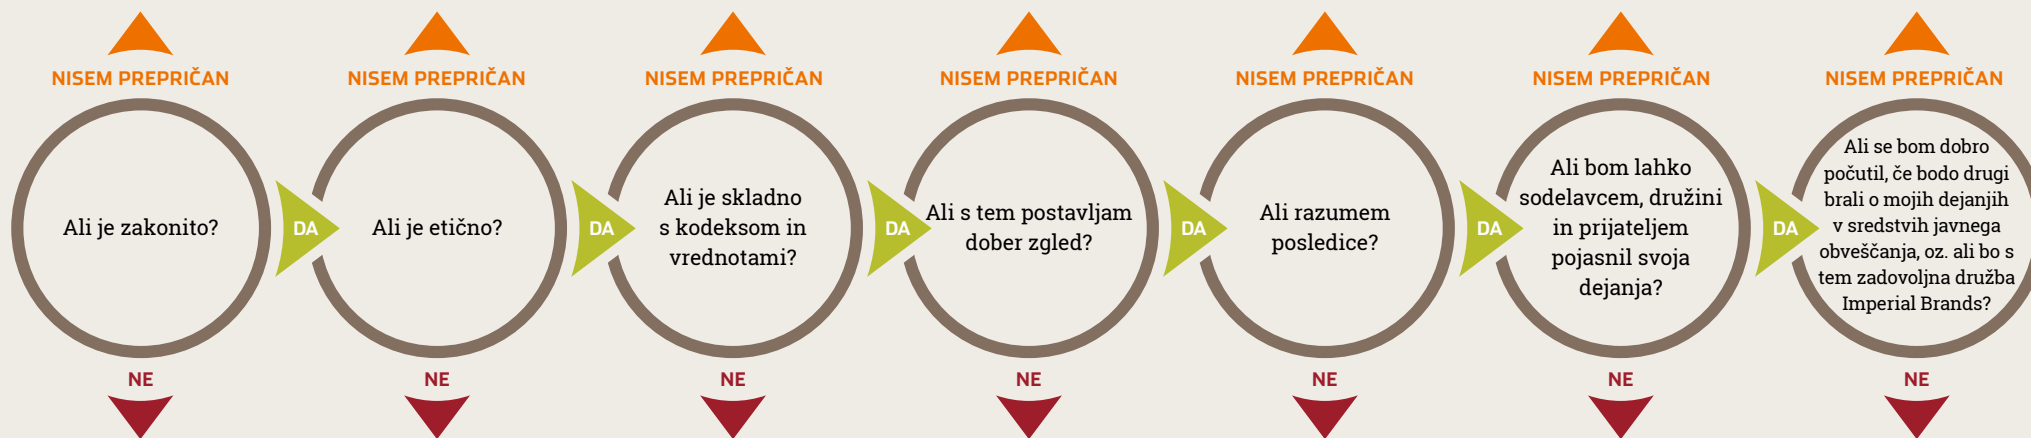 NISEM PREPRIČAN
NISEM PREPRIČAN
NISEM PREPRIČAN
NISEM PREPRIČAN
NISEM PREPRIČAN
NISEM PREPRIČAN
NISEM PREPRIČAN
Ali je zakonito?
DA
Ali je etično?
DA
Ali je skladno
s kodeksom in
vrednotami?
DA
Ali s tem postavljam
dober zgled?
DA
Ali razumem
posledice?
DA
Ali bom lahko
sodelavcem, družini
in prijateljem
pojasnil svoja
dejanja?
DA
Ali se bom dobro
počutil, če bodo drugi
brali o mojih dejanjih
v sredstvih javnega
obveščanja, oz. ali bo s
tem zadovoljna družba
Imperial Brands?
NE
NE
NE
NE
NE
NE
NE